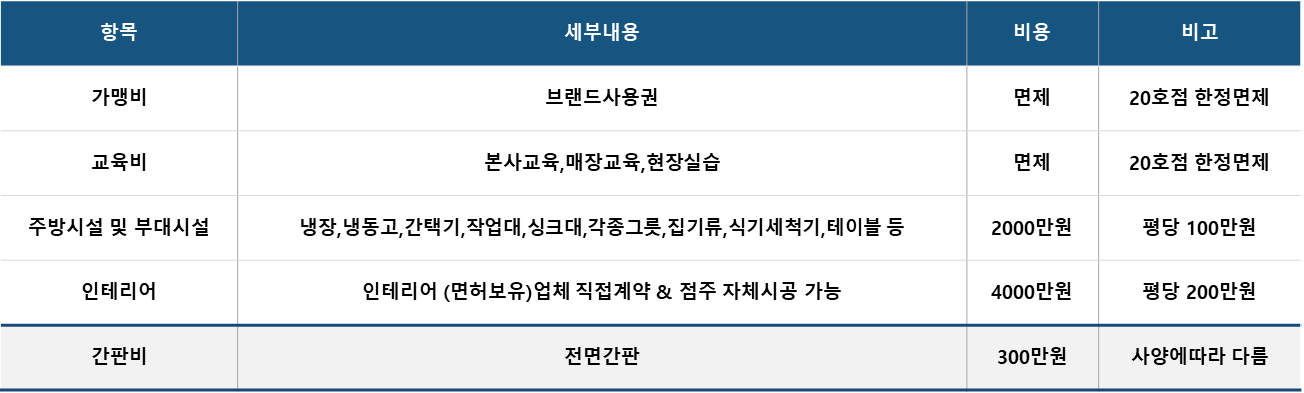 항목 세부내용 비용 비고
가맹비 브랜드사용권 면제 20호점 한정면제
교육비 본사교육,매장교육,현장실습 면제 20호점 한정면제
주방시설 및 부대시설 냉장,냉동고,간택기,작업대,싱크대,각종그릇,집기류,식기세척기,테이블 등 2000만원 평당 100만원
인테리어 인테리어 (면허보유)업체 직접계약 & 점주 자체시공 가능 4000만원 평당 200만원
간판비 전면간판 300만원 사양에따라 다름